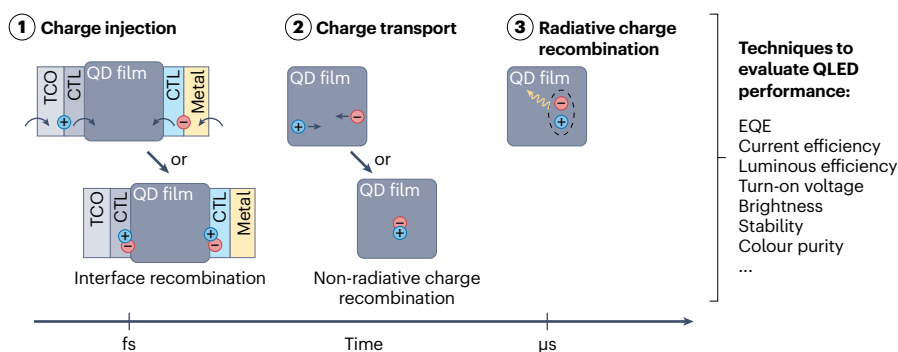 1 Charge injection
2 Charge transport
3 Radiative charge
recombination
TCO
CTL
QD film
CTL
Metal
+
−
QD film
+
−
QD film
−
+
or
or
TCO
CTL
QD film
CTL
Metal
+
−
+
−
QD film
−
+
Interface recombination
Non-radiative charge
recombination
fs
Time
μs
Techniques to
evaluate QLED
performance:
EQE
Current efficiency
Luminous efficiency
Turn-on voltage
Brightness
Stability
Colour purity
...